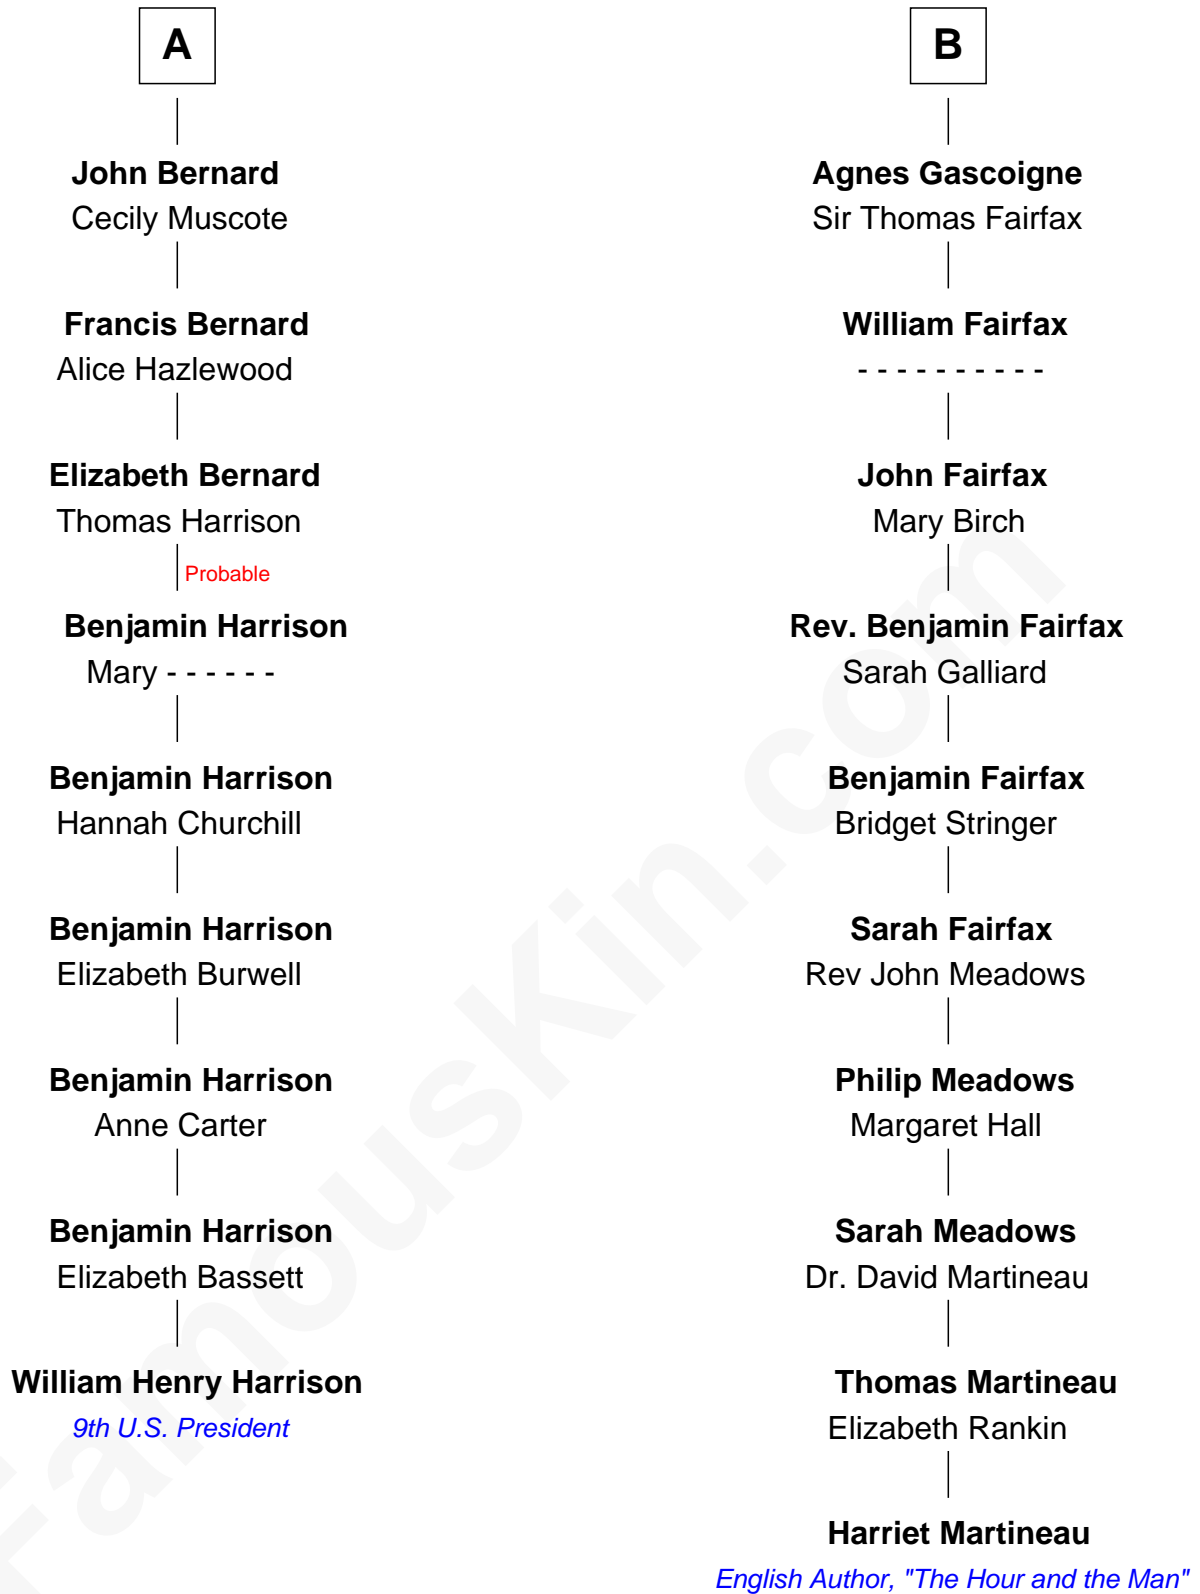 A
John Bernard
Cecily Muscote
Francis Bernard
Alice Hazlewood
Elizabeth Bernard
Thomas Harrison
Probable
Benjamin Harrison
Mary - - - - - -
Benjamin Harrison
Hannah Churchill
Benjamin Harrison
Elizabeth Burwell
Benjamin Harrison
Anne Carter
Benjamin Harrison
Elizabeth Bassett
William Henry Harrison
9th U.S. President
B
Agnes Gascoigne
Sir Thomas Fairfax
William Fairfax
- - - - - - - - - -
John Fairfax
Mary Birch
Rev. Benjamin Fairfax
Sarah Galliard
Benjamin Fairfax
Bridget Stringer
Sarah Fairfax
Rev John Meadows
Philip Meadows
Margaret Hall
Sarah Meadows
Dr. David Martineau
Thomas Martineau
Elizabeth Rankin
Harriet Martineau
English Author, "The Hour and the Man"
FamousKin.com